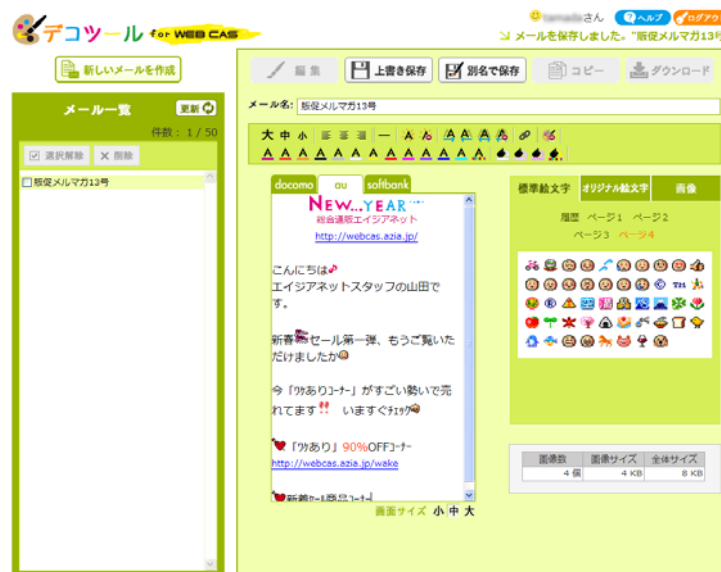 デコツール for WEB CAS
さん
ヘルプ
ログアウ
メールを保存しました。"販促メルマガ13号
新しいメールを作成
編集
上書き保存
別名で保存
コピー
ダウンロード
メール一覧
更新
件数： 1 / 50
選択解除
削除
販促メルマガ13号
メール名: 販促メルマガ13号
大 中 小
docomo
au
softbank
NEW...YEAR
総合通販エイジアネット
http://webcas.azia.jp/
こんにちは
エイジアネットスタッフの山田で
す。
新春セール第一弾、もうご覧いた
だけましたか
今「ﾜｹありｺｰﾅｰ」がすごい勢いで売
れてます!! いますぐﾁｪｯｸ
「ﾜｹあり」90%OFFｺｰﾅｰ
http://webcas.azia.jp/wake
新着ｾｰﾙ商品ｺｰﾅｰ
画面サイズ 小 中 大
標準絵文字
オリジナル絵文字
画像
履歴 ページ1 ページ2
ページ3 ページ4
画像数 画像サイズ 全体サイズ
4 個 4 KB 8 KB